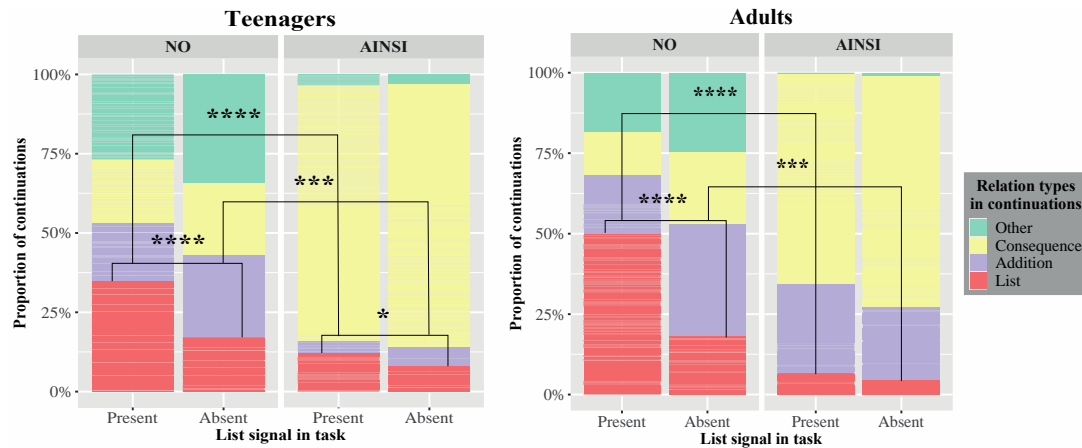 Teenagers
NO
AINSI
100%
75%
50%
25%
0%
Proportion of continuations
****
***
****
*
Present
Absent
Present
Absent
List signal in task
Adults
NO
AINSI
100%
75%
50%
25%
0%
Proportion of continuations
****
***
****
Present
Absent
Present
Absent
List signal in task
Relation types
in continuations
Other
Consequence
Addition
List